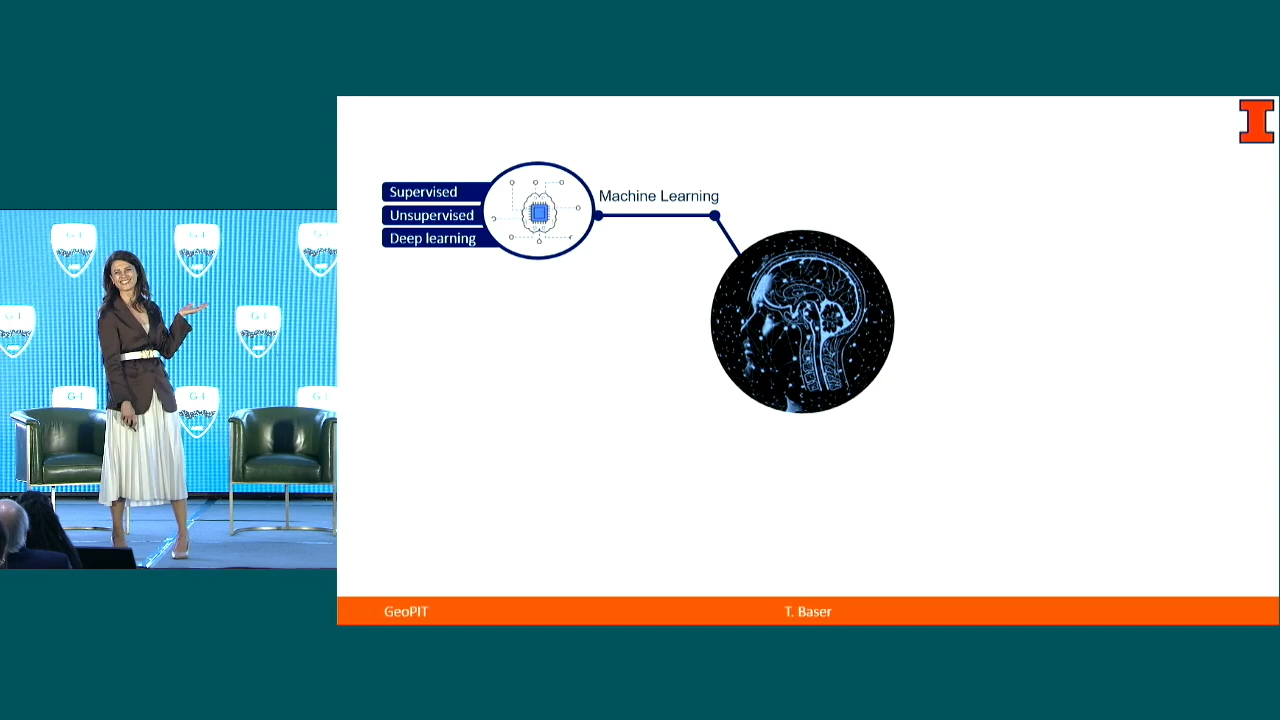 Supervised
Unsupervised
Deep learning
Machine Learning
GeoPIT
T. Baser